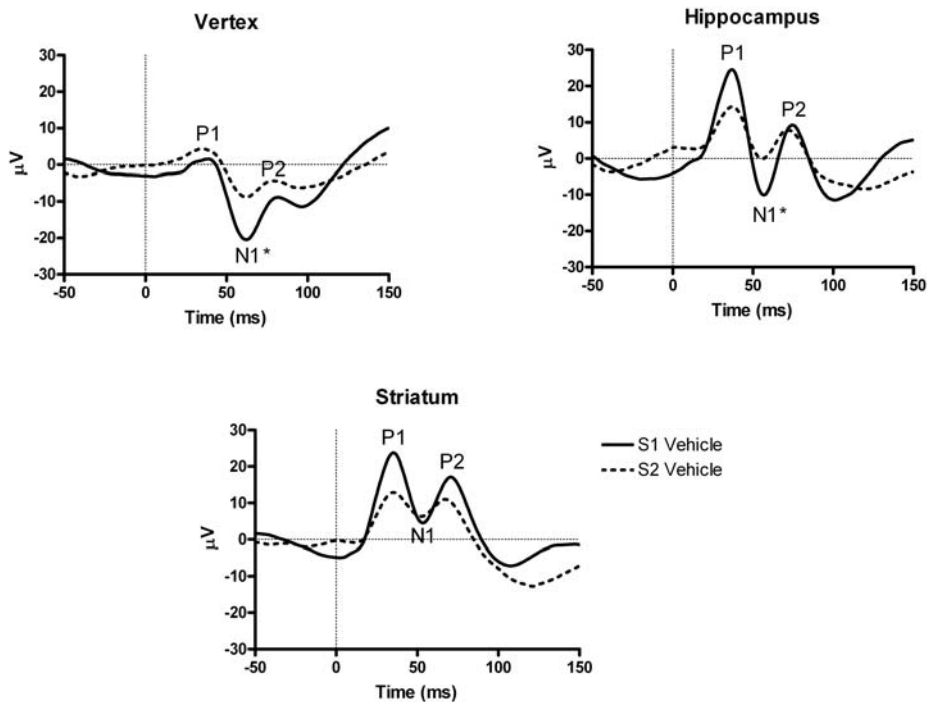 Vertex
30
20
10
0
-10
-20
-30
μV
P1
P2
N1*
-50
0
50
100
150
Time (ms)
Hippocampus
30
20
10
0
-10
-20
-30
μV
P1
P2
N1*
-50
0
50
100
150
Time (ms)
Striatum
30
20
10
0
-10
-20
-30
μV
P1
P2
N1
-50
0
50
100
150
Time (ms)
S1 Vehicle
S2 Vehicle